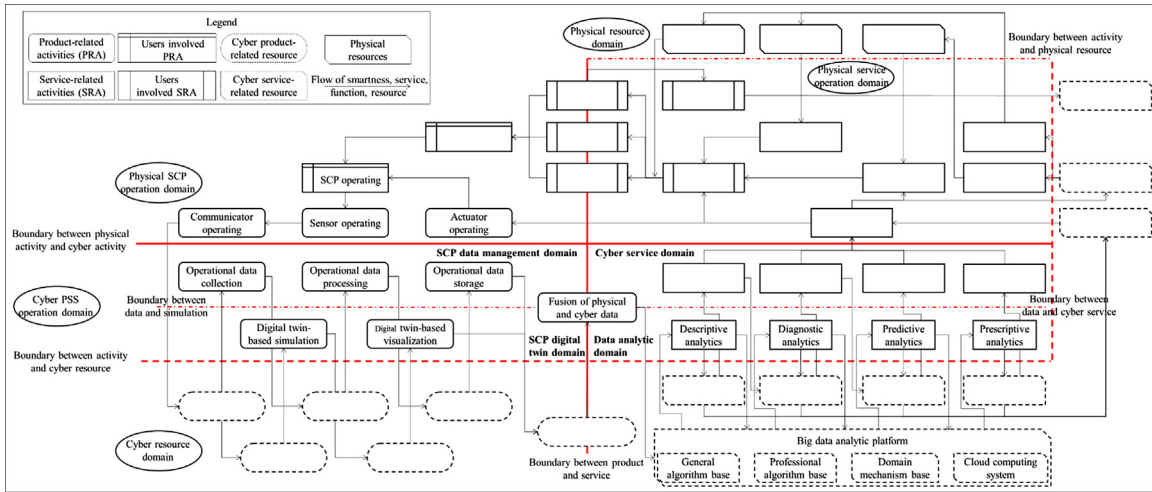 Legend
Product-related
activities (PRA)
Users involved
PRA
Cyber product-
related resource
Physical
resources
Service-related
activities (SRA)
Users
involved SRA
Cyber service-
related resource
Flow of smartness, service,
function, resource
Physical resource
domain
Boundary between activity
and physical resource
Physical service
operation domain
SCP operating
Physical SCP
operation domain
Communicator
operating
Sensor operating
Actuator
operating
Boundary between physical
activity and cyber activity
SCP data management domain
Cyber service domain
Operational data
collection
Operational data
processing
Operational data
storage
Cyber PSS
operation domain
Boundary between
data and simulation
Fusion of physical
and cyber data
Boundary between
data and cyber service
Digital twin-
based simulation
Digital twin-based
visualization
Descriptive
analytics
Diagnostic
analytics
Predictive
analytics
Prescriptive
analytics
SCP digital
twin domain
Data analytic
domain
Boundary between activity
and cyber resource
Cyber resource
domain
Boundary between product
and service
Big data analytic platform
General
algorithm base
Professional
algorithm base
Domain
mechanism base
Cloud computing
system